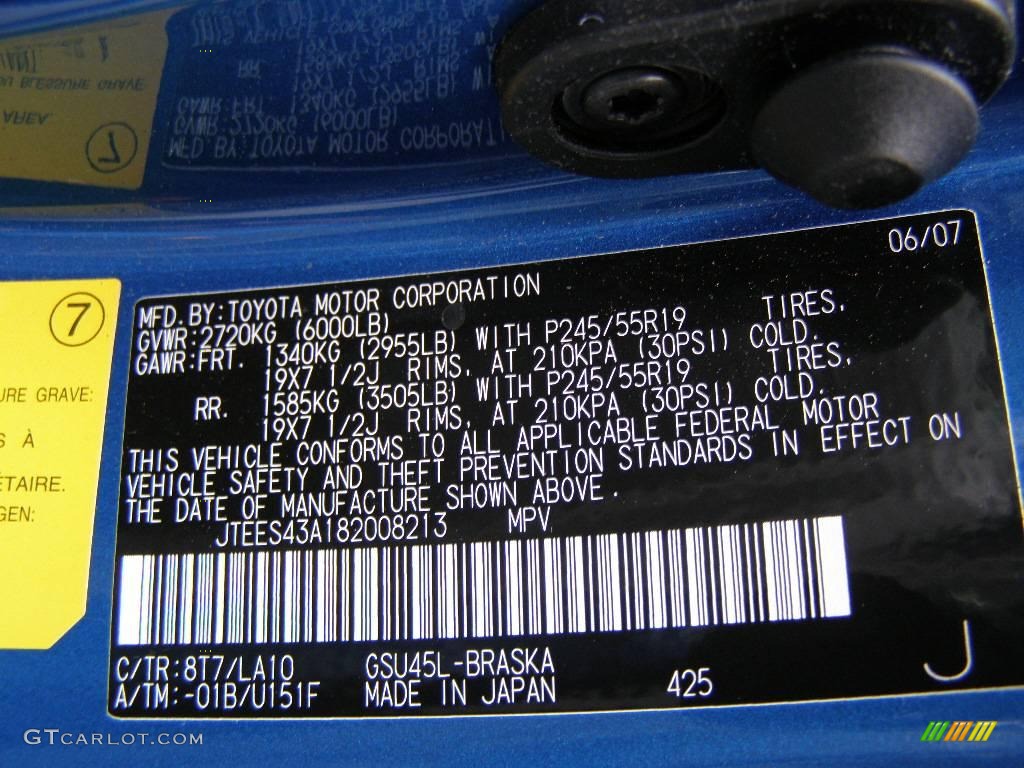 06/07
MFD. BY: TOYOTA MOTOR CORPORATION
GVWR: 2720KG (6000LB)
GAWR: FRT. 1340KG (2955LB) WITH P245/55R19 TIRES,
19X7 1/2J RIMS, AT 210KPA (30PSI) COLD.
RR. 1585KG (3505LB) WITH P245/55R19 TIRES,
19X7 1/2J RIMS, AT 210KPA (30PSI) COLD.
THIS VEHICLE CONFORMS TO ALL APPLICABLE FEDERAL MOTOR
VEHICLE SAFETY AND THEFT PREVENTION STANDARDS IN EFFECT ON
THE DATE OF MANUFACTURE SHOWN ABOVE.
JTEES43A182008213 MPV
C/TR: 8T7/LA10 GSU45L-BRASKA
A/TM: -01B/U151F MADE IN JAPAN 425
J
7
URE GRAVE:
S À
ÉTAIRE.
GEN:
GTCARLOT.COM